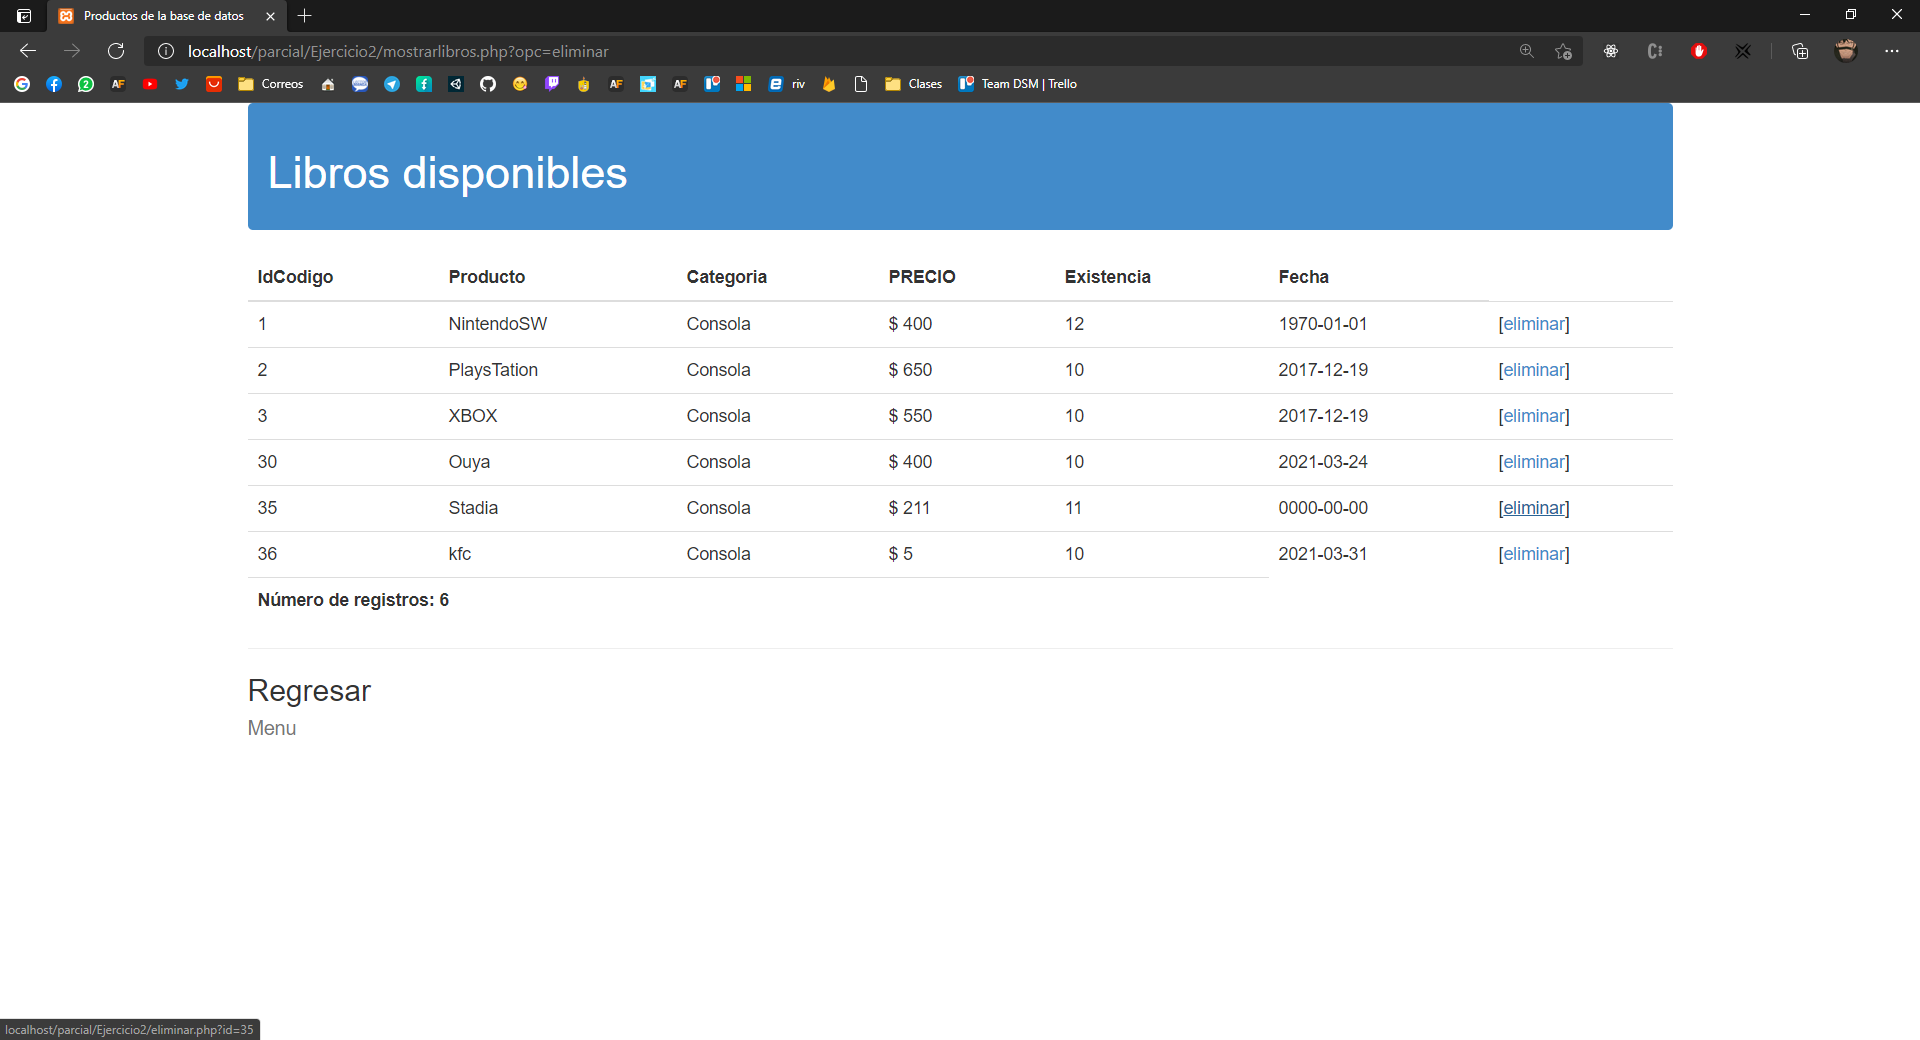 Productos de la base de datos
localhost/parcial/Ejercicio2/mostrarlibros.php?opc=eliminar
Correos
riv
Clases
Team DSM | Trello
Libros disponibles
IdCodigo Producto Categoria PRECIO Existencia Fecha
1 NintendoSW Consola $ 400 12 1970-01-01 [eliminar]
2 PlaysTation Consola $ 650 10 2017-12-19 [eliminar]
3 XBOX Consola $ 550 10 2017-12-19 [eliminar]
30 Ouya Consola $ 400 10 2021-03-24 [eliminar]
35 Stadia Consola $ 211 11 0000-00-00 [eliminar]
36 kfc Consola $ 5 10 2021-03-31 [eliminar]
Número de registros: 6
Regresar
Menu
localhost/parcial/Ejercicio2/eliminar.php?id=35